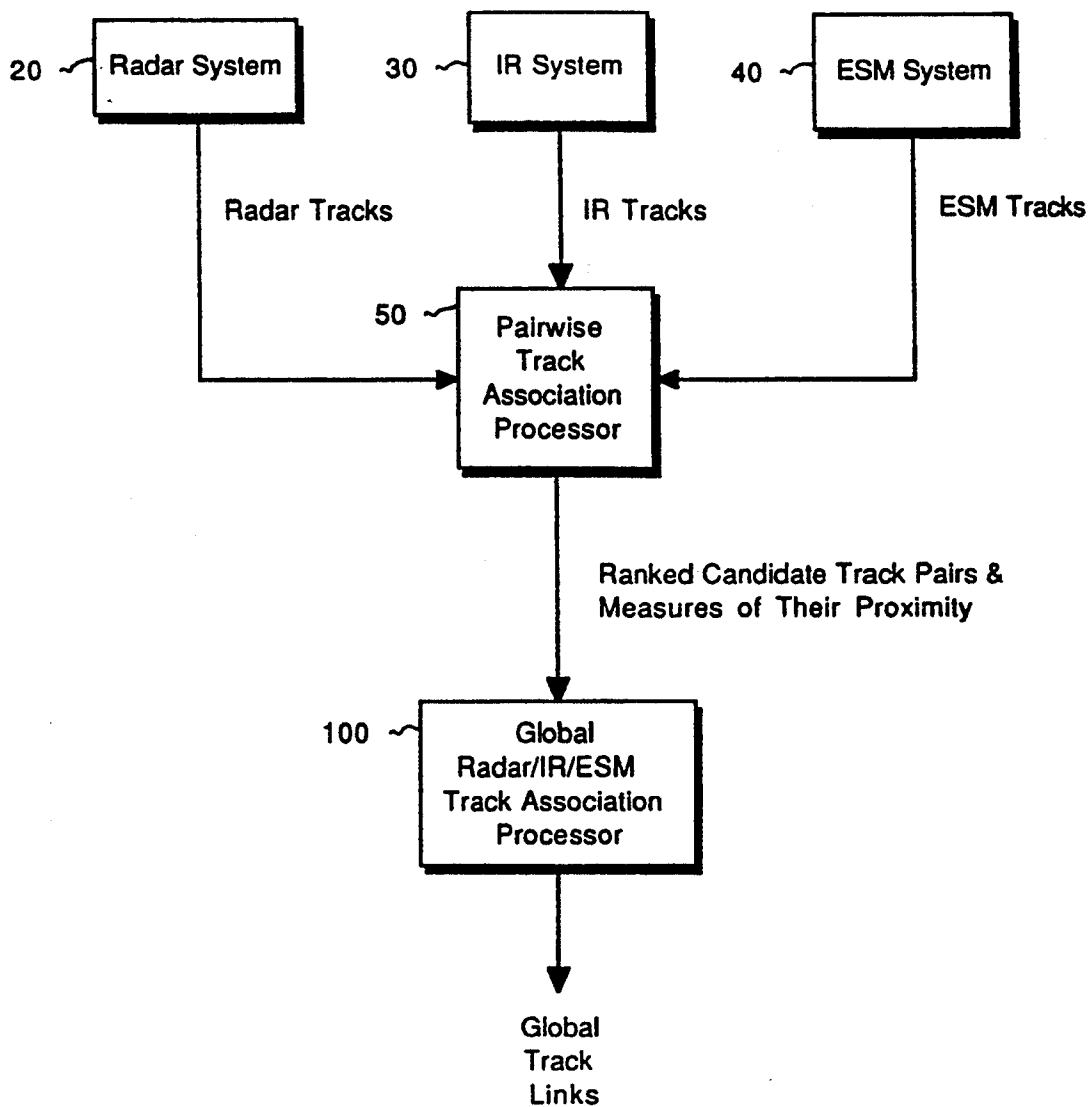 20
Radar System
30
IR System
40
ESM System
Radar Tracks
IR Tracks
ESM Tracks
50
Pairwise
Track
Association
Processor
Ranked Candidate Track Pairs &
Measures of Their Proximity
100
Global
Radar/IR/ESM
Track Association
Processor
Global
Track
Links